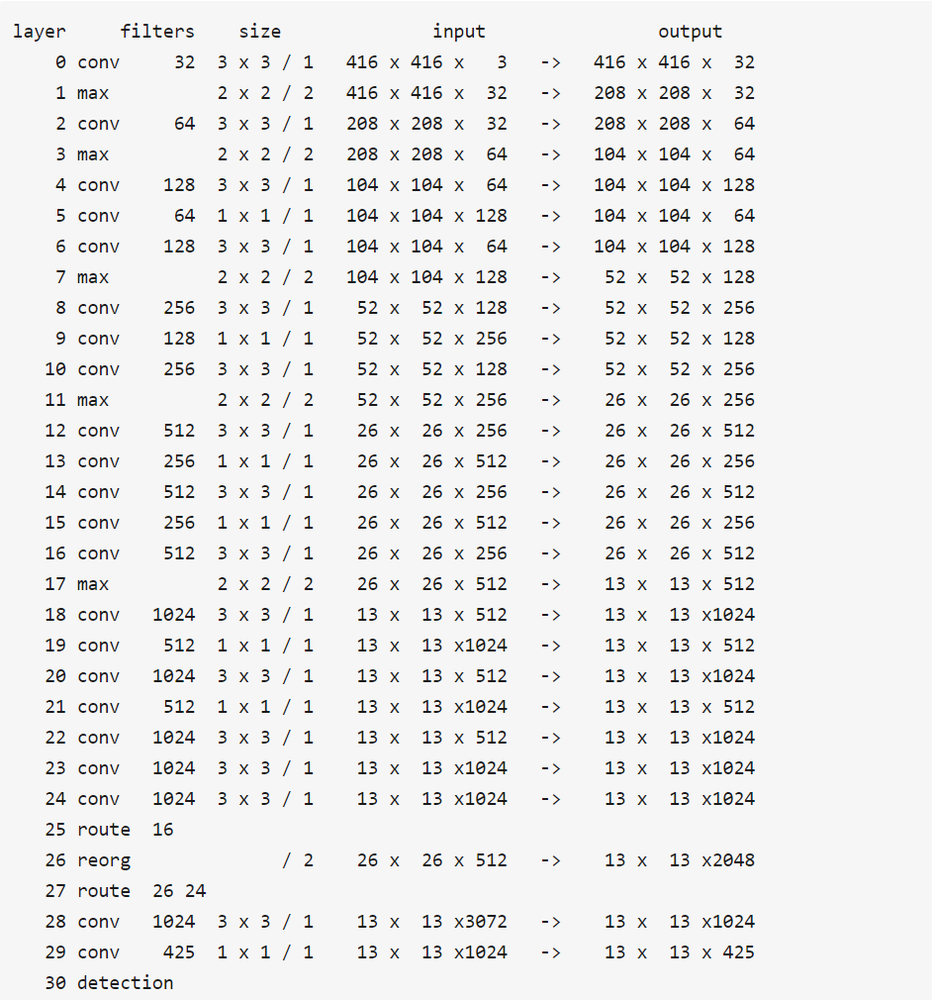 layer     filters    size              input                output
    0 conv     32  3 x 3 / 1   416 x 416 x   3   ->   416 x 416 x  32
    1 max          2 x 2 / 2   416 x 416 x  32   ->   208 x 208 x  32
    2 conv     64  3 x 3 / 1   208 x 208 x  32   ->   208 x 208 x  64
    3 max          2 x 2 / 2   208 x 208 x  64   ->   104 x 104 x  64
    4 conv    128  3 x 3 / 1   104 x 104 x  64   ->   104 x 104 x 128
    5 conv     64  1 x 1 / 1   104 x 104 x 128   ->   104 x 104 x  64
    6 conv    128  3 x 3 / 1   104 x 104 x  64   ->   104 x 104 x 128
    7 max          2 x 2 / 2   104 x 104 x 128   ->    52 x  52 x 128
    8 conv    256  3 x 3 / 1    52 x  52 x 128   ->    52 x  52 x 256
    9 conv    128  1 x 1 / 1    52 x  52 x 256   ->    52 x  52 x 128
   10 conv    256  3 x 3 / 1    52 x  52 x 128   ->    52 x  52 x 256
   11 max          2 x 2 / 2    52 x  52 x 256   ->    26 x  26 x 256
   12 conv    512  3 x 3 / 1    26 x  26 x 256   ->    26 x  26 x 512
   13 conv    256  1 x 1 / 1    26 x  26 x 512   ->    26 x  26 x 256
   14 conv    512  3 x 3 / 1    26 x  26 x 256   ->    26 x  26 x 512
   15 conv    256  1 x 1 / 1    26 x  26 x 512   ->    26 x  26 x 256
   16 conv    512  3 x 3 / 1    26 x  26 x 256   ->    26 x  26 x 512
   17 max          2 x 2 / 2    26 x  26 x 512   ->    13 x  13 x 512
   18 conv   1024  3 x 3 / 1    13 x  13 x 512   ->    13 x  13 x1024
   19 conv    512  1 x 1 / 1    13 x  13 x1024   ->    13 x  13 x 512
   20 conv   1024  3 x 3 / 1    13 x  13 x 512   ->    13 x  13 x1024
   21 conv    512  1 x 1 / 1    13 x  13 x1024   ->    13 x  13 x 512
   22 conv   1024  3 x 3 / 1    13 x  13 x 512   ->    13 x  13 x1024
   23 conv   1024  3 x 3 / 1    13 x  13 x1024   ->    13 x  13 x1024
   24 conv   1024  3 x 3 / 1    13 x  13 x1024   ->    13 x  13 x1024
   25 route  16
   26 reorg              / 2    26 x  26 x 512   ->    13 x  13 x2048
   27 route  26 24
   28 conv   1024  3 x 3 / 1    13 x  13 x3072   ->    13 x  13 x1024
   29 conv    425  1 x 1 / 1    13 x  13 x1024   ->    13 x  13 x 425
   30 detection